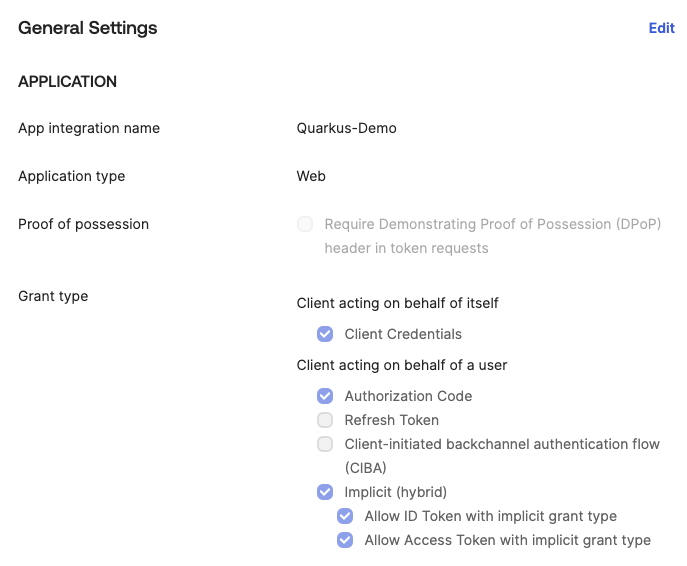 General Settings
Edit
APPLICATION
App integration name
Quarkus-Demo
Application type
Web
Proof of possession
Require Demonstrating Proof of Possession (DPoP)
header in token requests
Grant type
Client acting on behalf of itself
Client Credentials
Client acting on behalf of a user
Authorization Code
Refresh Token
Client-initiated backchannel authentication flow
(CIBA)
Implicit (hybrid)
Allow ID Token with implicit grant type
Allow Access Token with implicit grant type